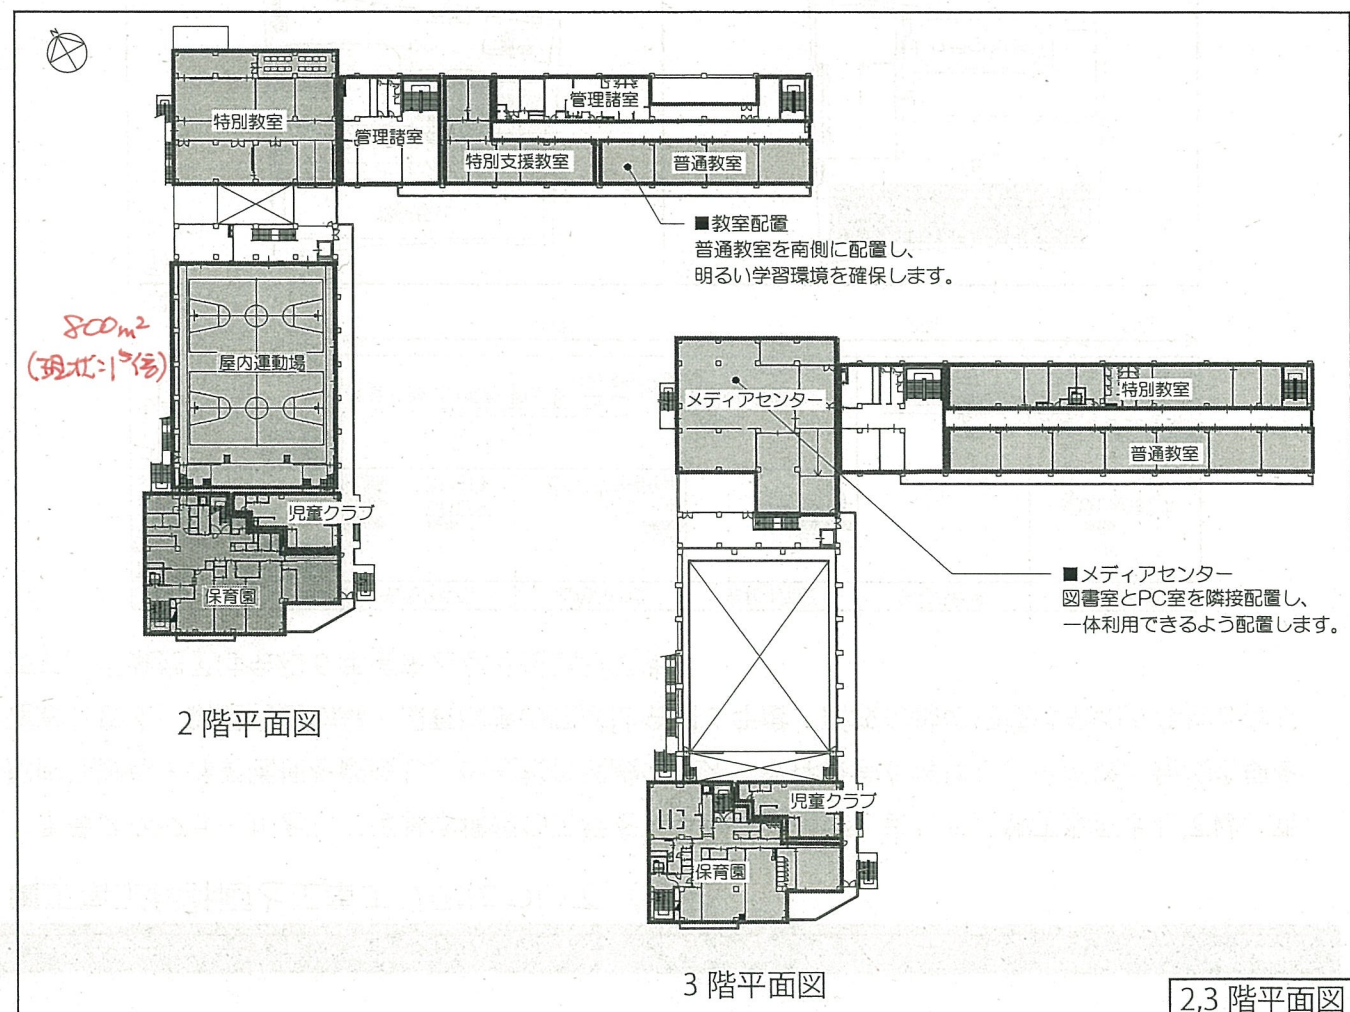 N
特別教室
管理諸室
管理諸室
特別支援教室
普通教室
■教室配置
普通教室を南側に配置し、
明るい学習環境を確保します。
800m²
屋内運動場
児童クラブ
保育園
2階平面図
メディアセンター
特別教室
普通教室
■メディアセンター
図書室とPC室を隣接配置し、
一体利用できるよう配置します。
児童クラブ
保育園
3階平面図
2,3階平面図